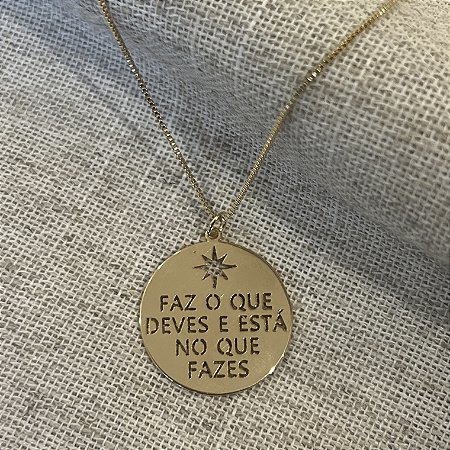 FAZ O QUE
DEVES E ESTÁ
NO QUE
FAZES